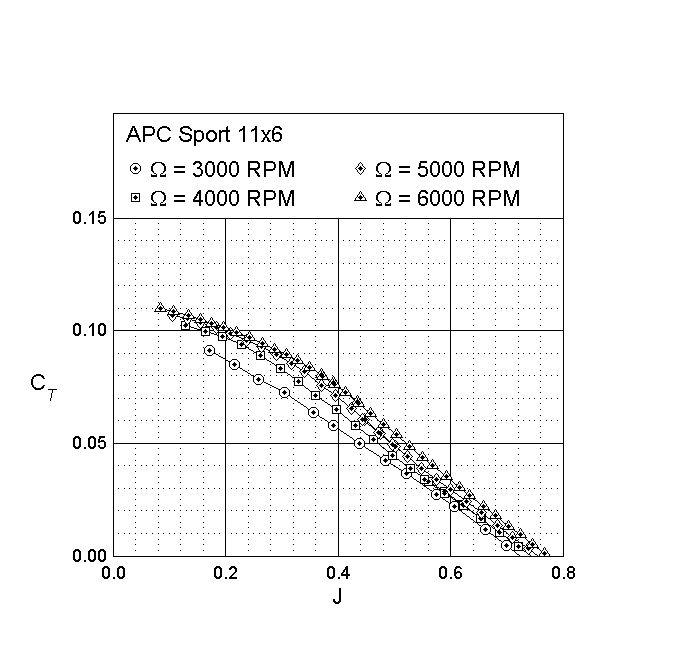 APC Sport 11x6
Ω = 3000 RPM Ω = 5000 RPM
Ω = 4000 RPM Ω = 6000 RPM
0.15
0.10
C_T
0.05
0.00
0.0 0.2 0.4 0.6 0.8
J